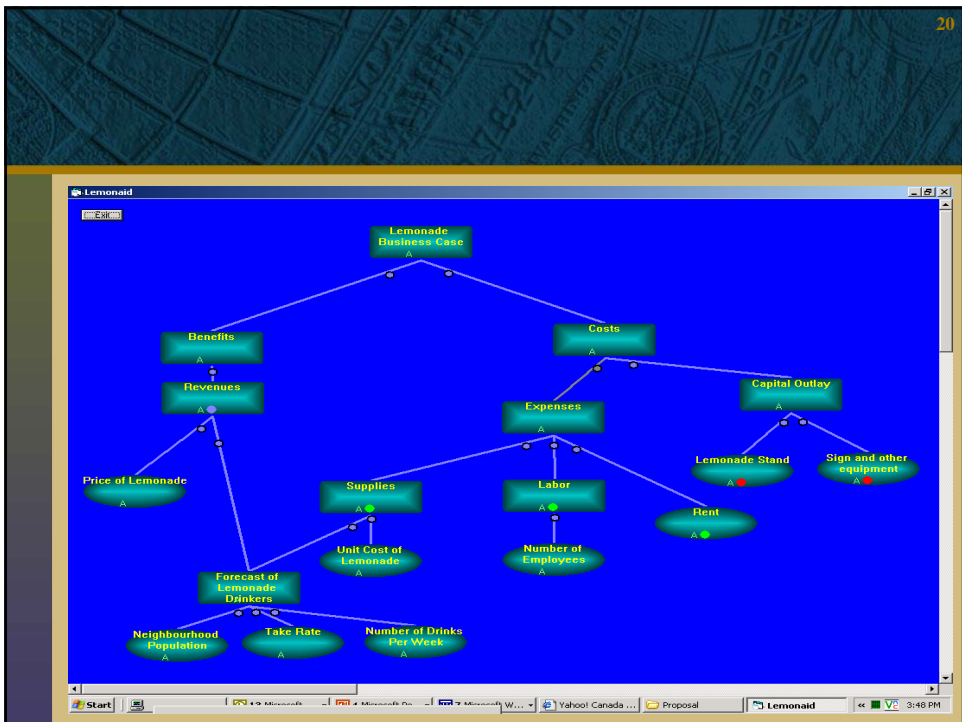 20
Lemonaid
Exit
Lemonade
Business Case
A
Benefits
A
Costs
A
Revenues
A
Capital Outlay
A
Expenses
A
Price of Lemonade
A
Supplies
A
Labor
A
Lemonade Stand
A
Sign and other
equipment
A
Rent
A
Unit Cost of
Lemonade
A
Number of
Employees
A
Forecast of
Lemonade
Drinkers
Neighbourhood
Population
A
Take Rate
A
Number of Drinks
Per Week
A
Start
Yahoo! Canada ...
Proposal
Lemonaid
3:48 PM